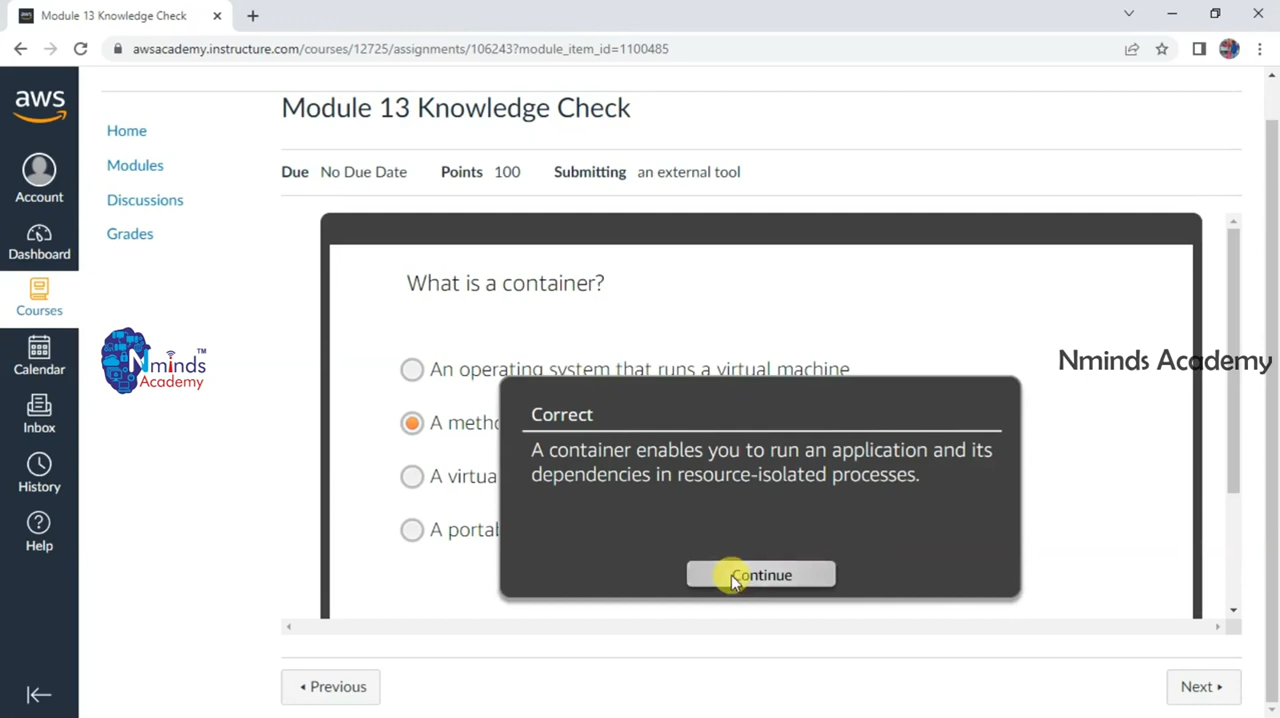 Module 13 Knowledge Check
awsacademy.instructure.com/courses/12725/assignments/106243?module_item_id=1100485
aws
Account
Dashboard
Courses
Calendar
Inbox
History
Help
Home
Modules
Discussions
Grades
Module 13 Knowledge Check
Due No Due Date Points 100 Submitting an external tool
What is a container?
An operating system that runs a virtual machine
A metho
A virtua
A portab
Correct
A container enables you to run an application and its
dependencies in resource-isolated processes.
Continue
Nminds™
Academy
Nminds Academy
Previous
Next